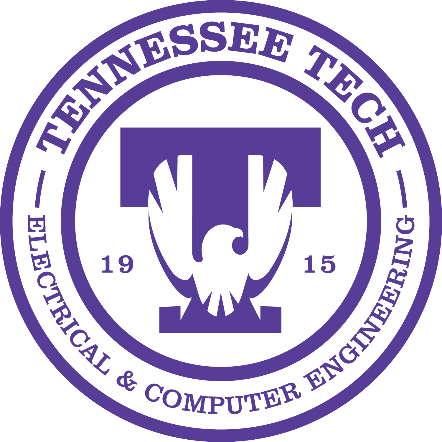 TENNESSEE TECH
T
19 15
ELECTRICAL & COMPUTER ENGINEERING